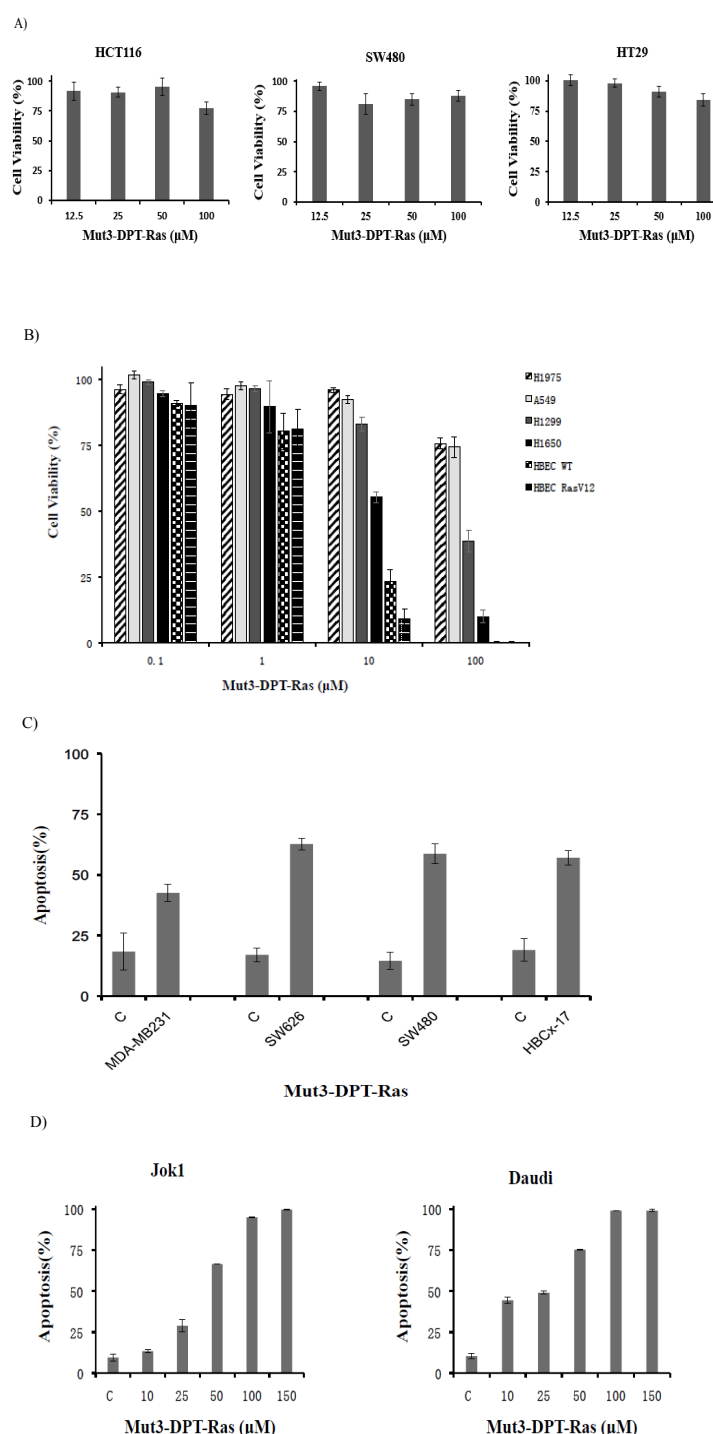 A)
HCT116
SW480
HT29
Cell Viability (%)
100
75
50
25
0
12.5 25 50 100
Mut3-DPT-Ras (µM)
Cell Viability (%)
100
75
50
25
0
12.5 25 50 100
Mut3-DPT-Ras (µM)
Cell Viability (%)
100
75
50
25
0
12.5 25 50 100
Mut3-DPT-Ras (µM)
B)
Cell Viability (%)
100
75
50
25
0
0.1 1 10 100
Mut3-DPT-Ras (µM)
H1975
A549
H1299
H1650
HBEC WT
HBEC RasV12
C)
Apoptosis(%)
100
75
50
25
0
C MDA-MB231 C SW626 C SW480 C HBCx-17
Mut3-DPT-Ras
D)
Jok1
Apoptosis(%)
100
75
50
25
0
C 10 25 50 100 150
Mut3-DPT-Ras (µM)
Daudi
Apoptosis(%)
100
75
50
25
0
C 10 25 50 100 150
Mut3-DPT-Ras (µM)